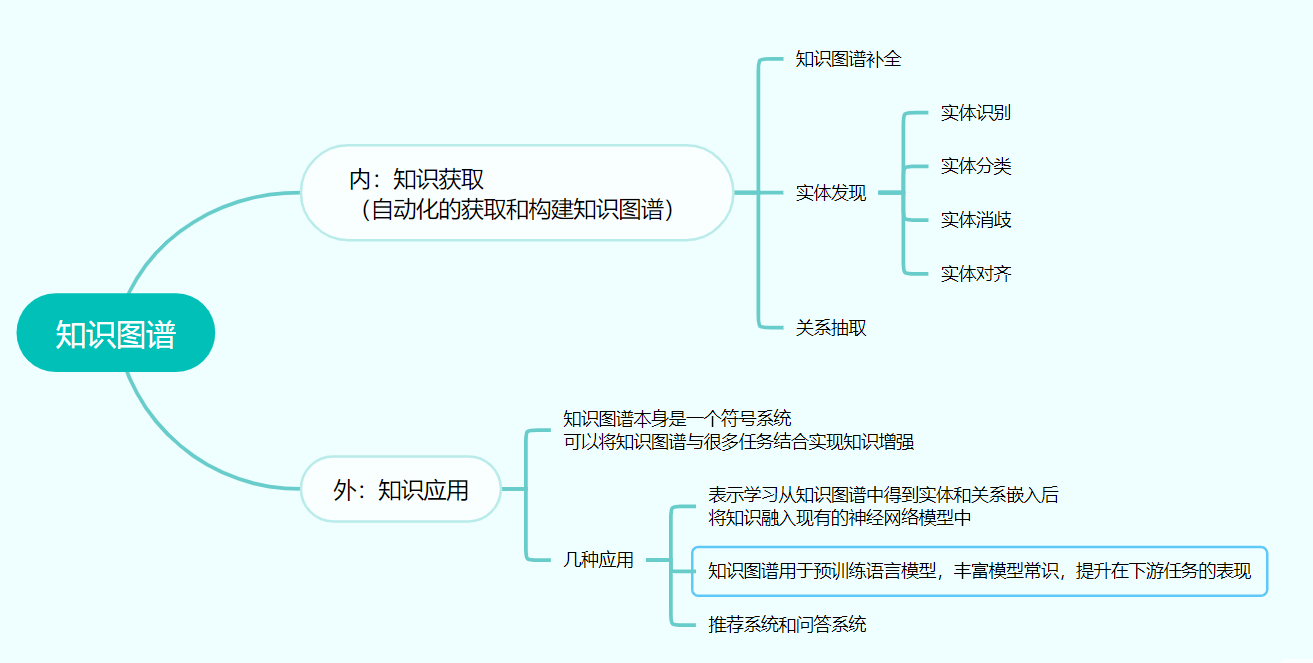 知识图谱
内：知识获取
（自动化的获取和构建知识图谱）
知识图谱补全
实体发现
实体识别
实体分类
实体消歧
实体对齐
关系抽取
外：知识应用
知识图谱本身是一个符号系统
可以将知识图谱与很多任务结合实现知识增强
几种应用
表示学习从知识图谱中得到实体和关系嵌入后
将知识融入现有的神经网络模型中
知识图谱用于预训练语言模型，丰富模型常识，提升在下游任务的表现
推荐系统和问答系统